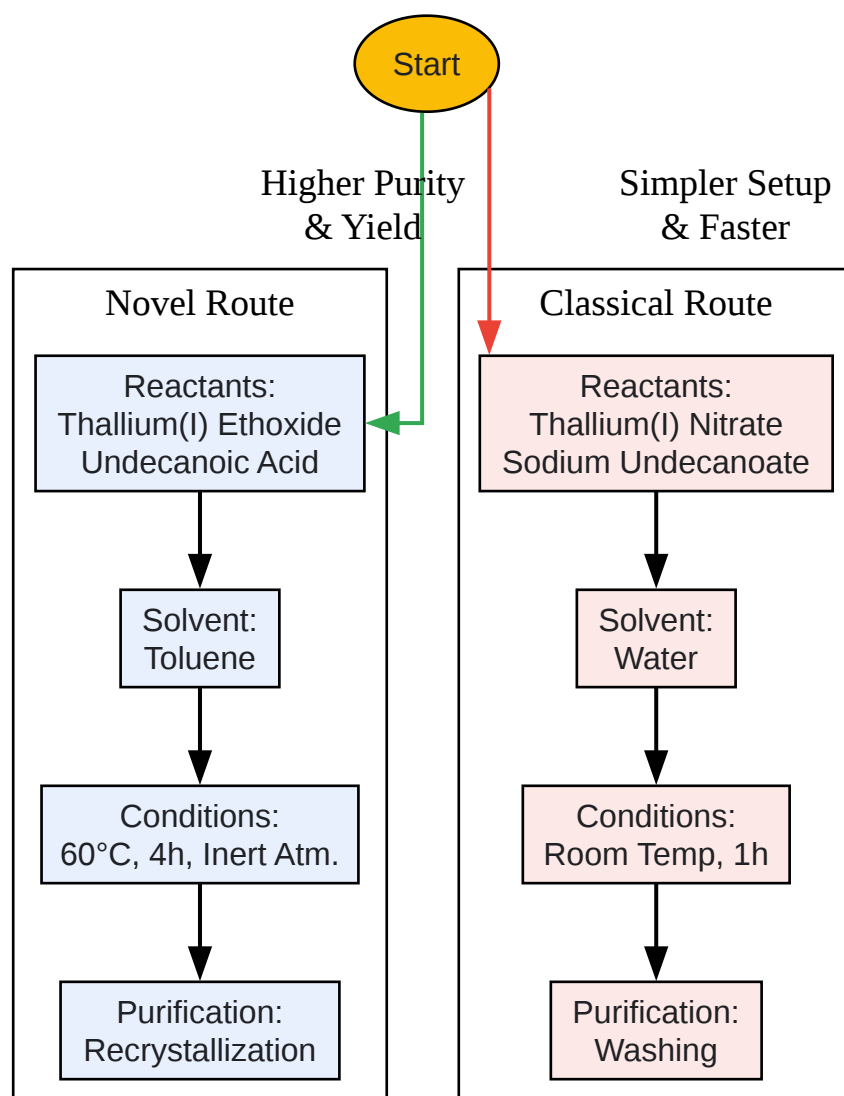 Start
Higher Purity
& Yield
Simpler Setup
& Faster
Novel Route
Reactants:
Thallium(I) Ethoxide
Undecanoic Acid
Solvent:
Toluene
Conditions:
60°C, 4h, Inert Atm.
Purification:
Recrystallization
Classical Route
Reactants:
Thallium(I) Nitrate
Sodium Undecanoate
Solvent:
Water
Conditions:
Room Temp, 1h
Purification:
Washing